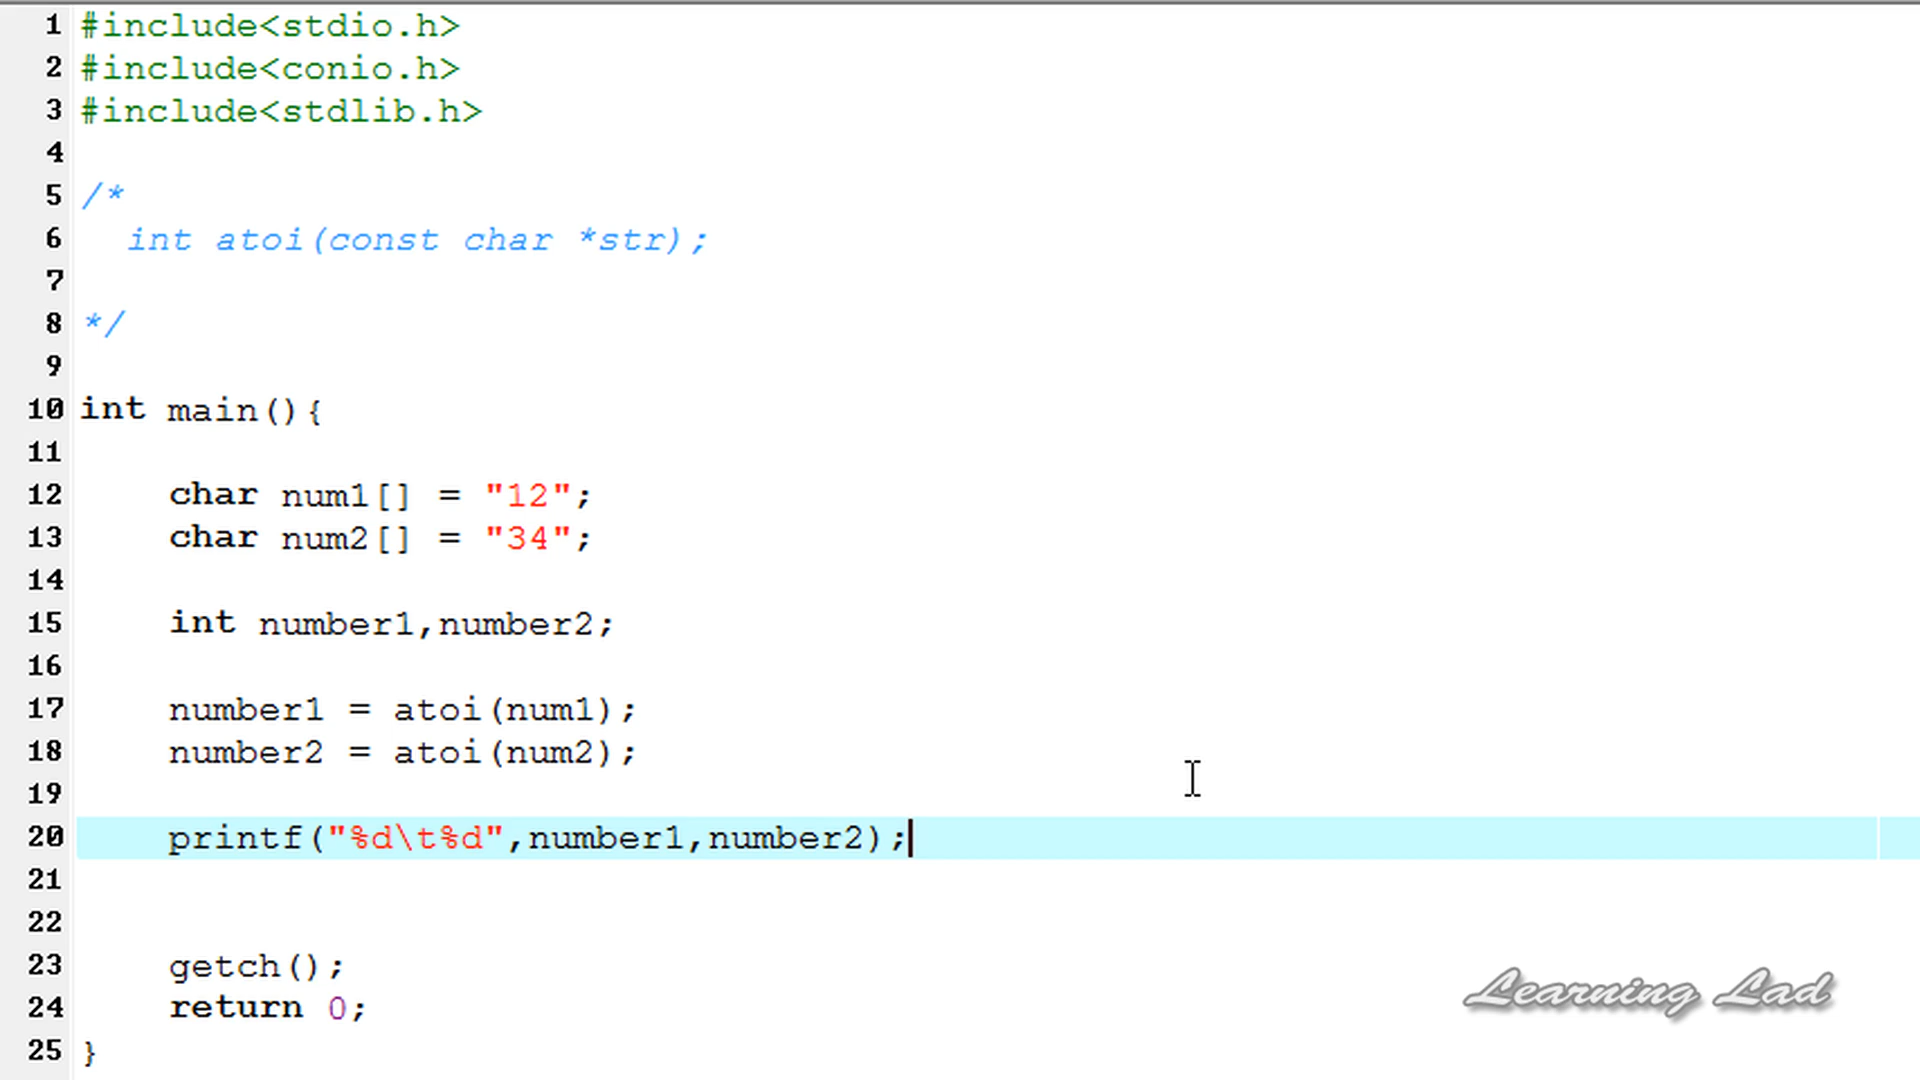 1 #include<stdio.h>
2 #include<conio.h>
3 #include<stdlib.h>
4
5 /*
6   int atoi(const char *str);
7
8 */
9
10 int main(){
11
12     char num1[] = "12";
13     char num2[] = "34";
14
15     int number1,number2;
16
17     number1 = atoi(num1);
18     number2 = atoi(num2);
19
20     printf("%d\t%d",number1,number2);
21
22
23     getch();
24     return 0;
25 }
Learning Lad